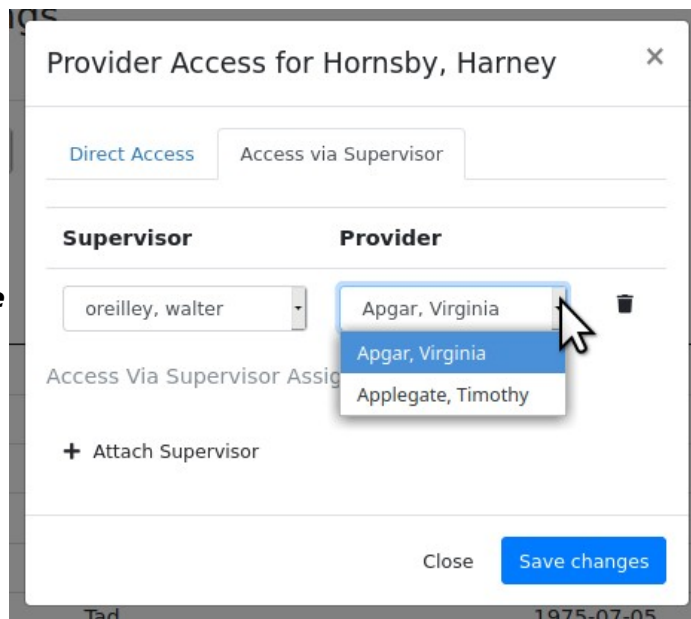 ngs
Provider Access for Hornsby, Harney ×
Direct Access Access via Supervisor
Supervisor Provider
e
oreilley, walter Apgar, Virginia
Apgar, Virginia
Access Via Supervisor Assig
Applegate, Timothy
+ Attach Supervisor
Close Save changes
Tad 1975-07-05